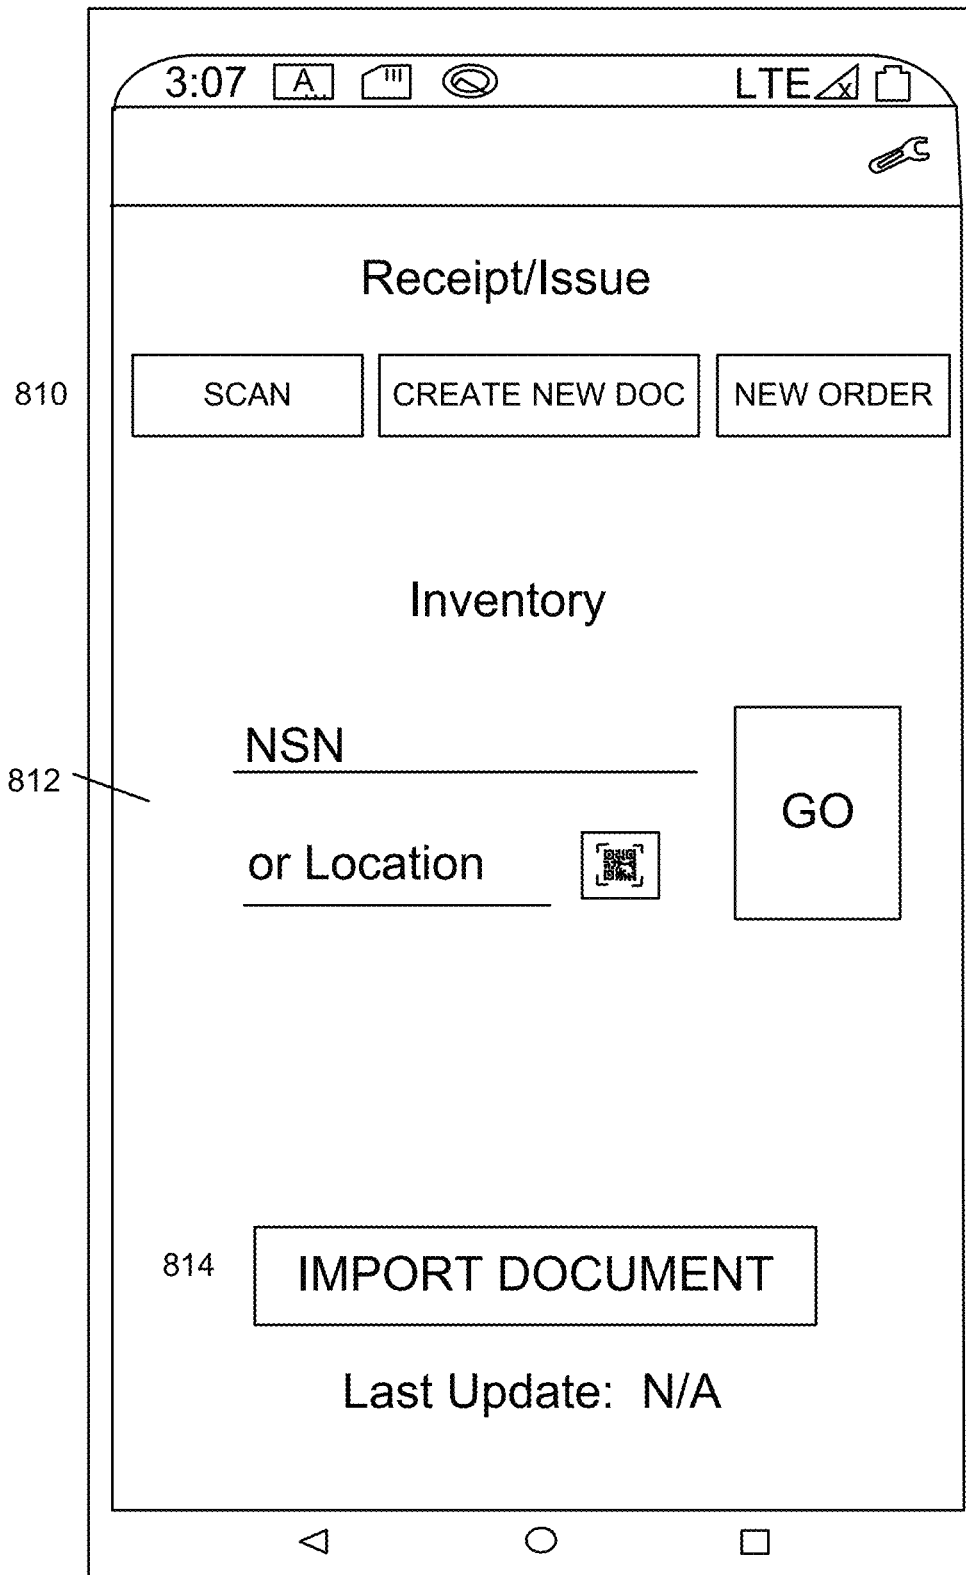 3:07 A LTE x
Receipt/Issue
810 SCAN CREATE NEW DOC NEW ORDER
Inventory
NSN
812 GO
or Location
814 IMPORT DOCUMENT
Last Update: N/A